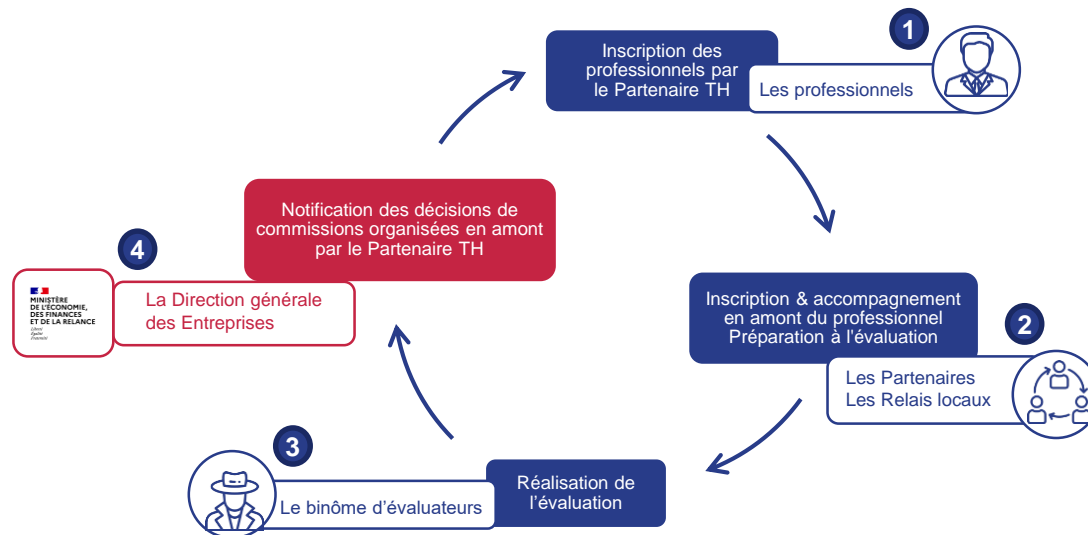 1
Inscription des
professionnels par
le Partenaire TH
Les professionnels
2
Inscription & accompagnement
en amont du professionnel
Préparation à l'évaluation
Les Partenaires
Les Relais locaux
3
Réalisation de
l'évaluation
Le binôme d'évaluateurs
4
Notification des décisions de
commissions organisées en amont
par le Partenaire TH
La Direction générale
des Entreprises
MINISTÈRE
DE L'ÉCONOMIE,
DES FINANCES
ET DE LA RELANCE
Liberté
Égalité
Fraternité